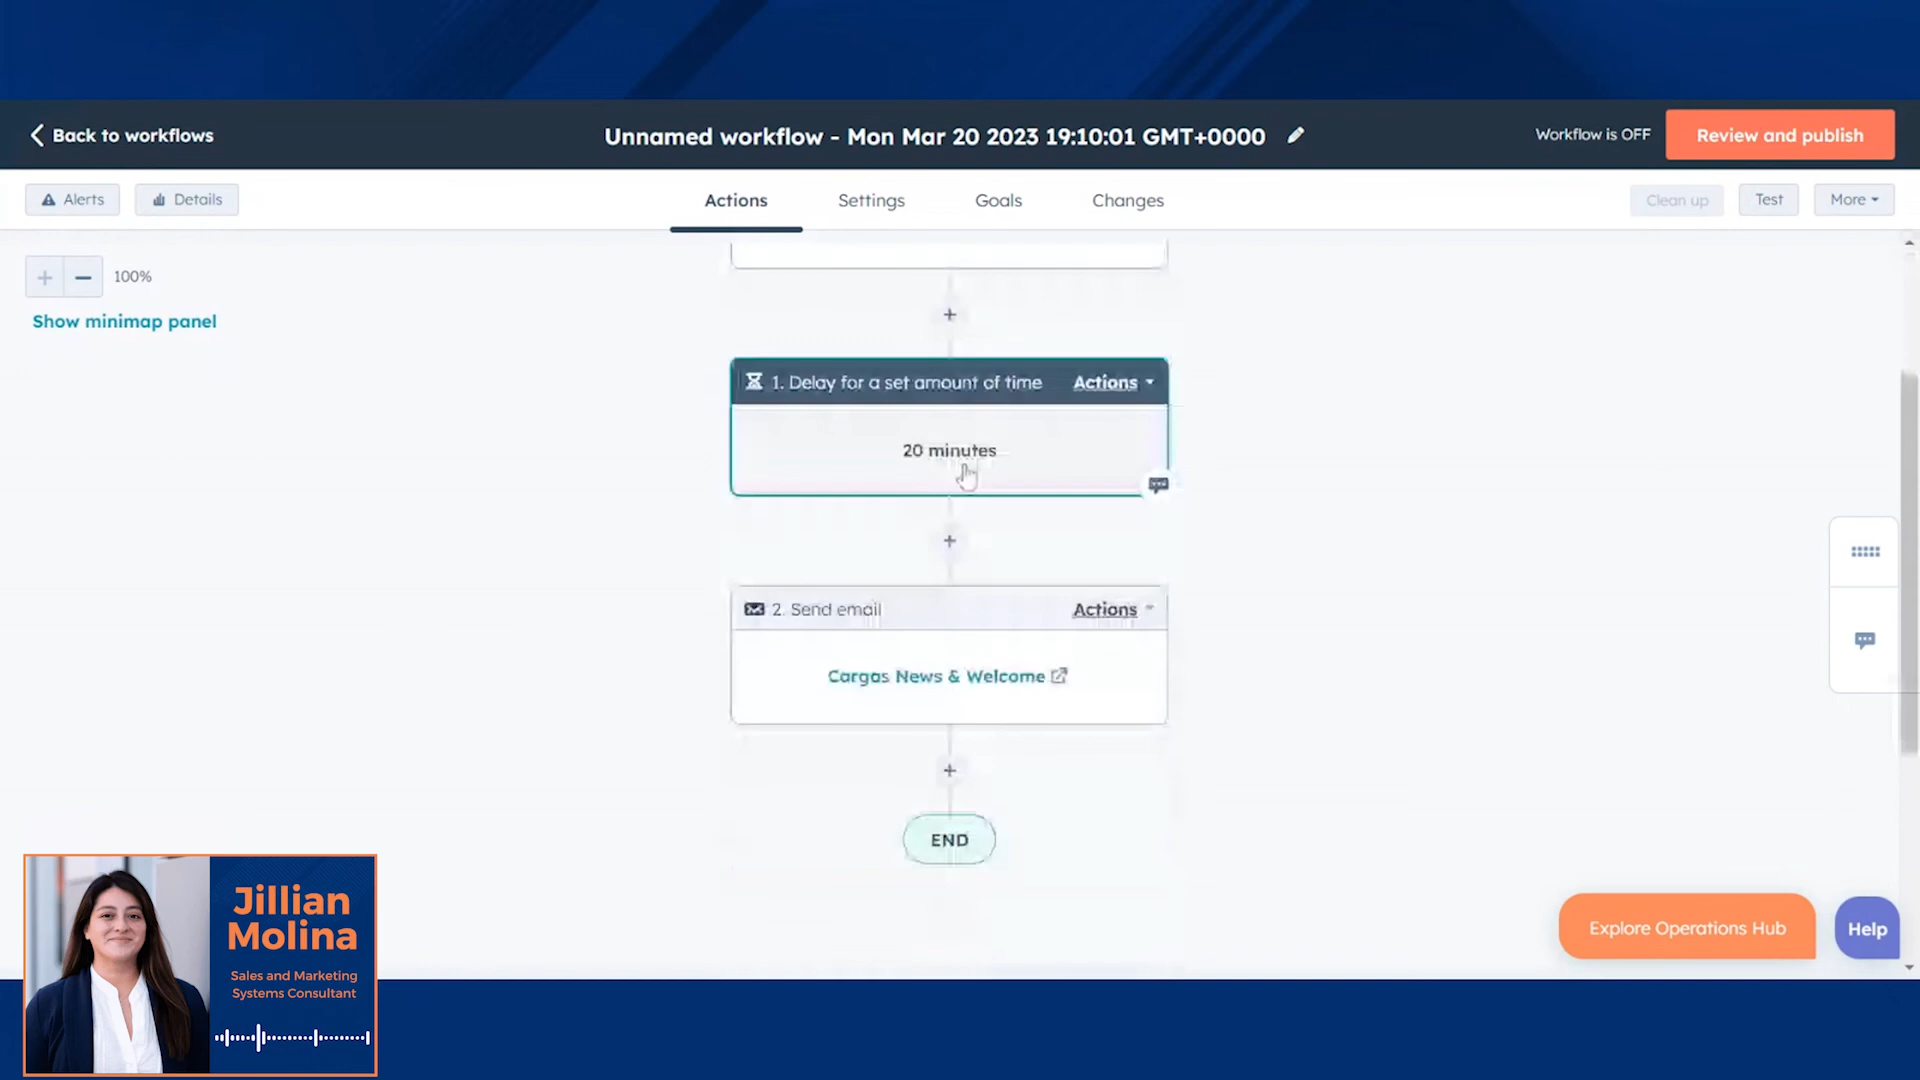 Back to workflows
Unnamed workflow - Mon Mar 20 2023 19:10:01 GMT+0000
Workflow is OFF
Review and publish
Alerts
Details
Actions
Settings
Goals
Changes
Clean up
Test
More
100%
Show minimap panel
1. Delay for a set amount of time
Actions
20 minutes
2. Send email
Actions
Cargas News & Welcome
END
Explore Operations Hub
Help
Jillian
Molina
Sales and Marketing
Systems Consultant